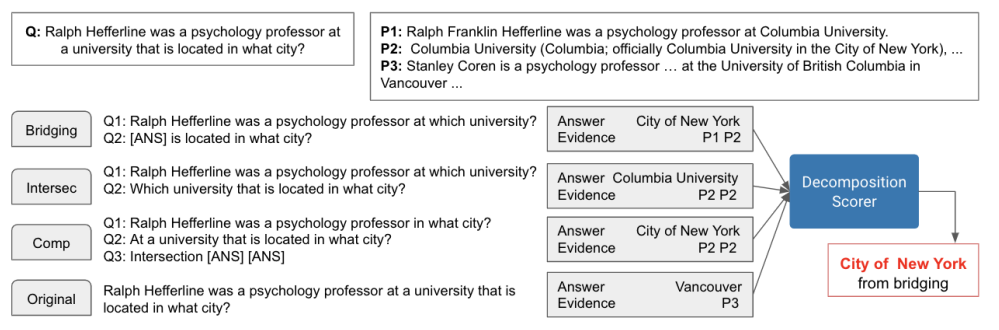 Q: Ralph Hefferline was a psychology professor at
a university that is located in what city?
P1: Ralph Franklin Hefferline was a psychology professor at Columbia University.
P2: Columbia University (Columbia; officially Columbia University in the City of New York), ...
P3: Stanley Coren is a psychology professor … at the University of British Columbia in
Vancouver ...
Bridging
Q1: Ralph Hefferline was a psychology professor at which university?
Q2: [ANS] is located in what city?
Answer City of New York
Evidence P1 P2
Intersec
Q1: Ralph Hefferline was a psychology professor at which university?
Q2: Which university that is located in what city?
Answer Columbia University
Evidence P2 P2
Comp
Q1: Ralph Hefferline was a psychology professor in what city?
Q2: At a university that is located in what city?
Q3: Intersection [ANS] [ANS]
Answer City of New York
Evidence P2 P2
Original
Ralph Hefferline was a psychology professor at a university that is
located in what city?
Answer Vancouver
Evidence P3
Decomposition
Scorer
City of New York
from bridging